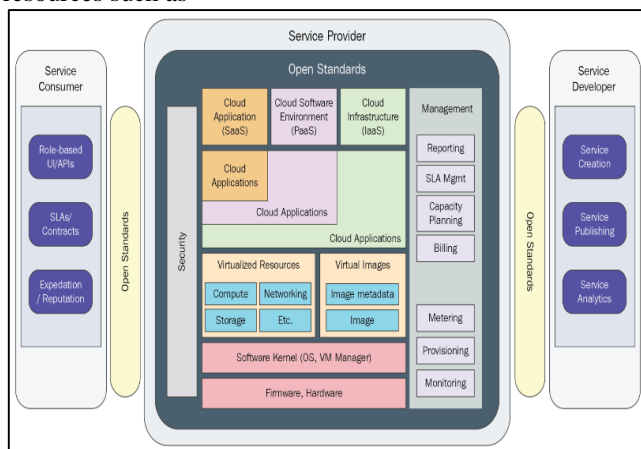 resources such as
Service Provider
Service
Consumer
Role-based
UI/APIs
SLAs/
Contracts
Expedation
/ Reputation
Open Standards
Open Standards
Security
Cloud
Application
(SaaS)
Cloud Software
Environment
(PaaS)
Cloud
Infrastructure
(IaaS)
Cloud
Applications
Cloud Applications
Cloud Applications
Virtualized Resources
Compute
Networking
Storage
Etc.
Virtual Images
Image metadata
Image
Software Kernel (OS, VM Manager)
Firmware, Hardware
Management
Reporting
SLA Mgmt
Capacity
Planning
Billing
Metering
Provisioning
Monitoring
Open Standards
Service
Developer
Service
Creation
Service
Publishing
Service
Analytics